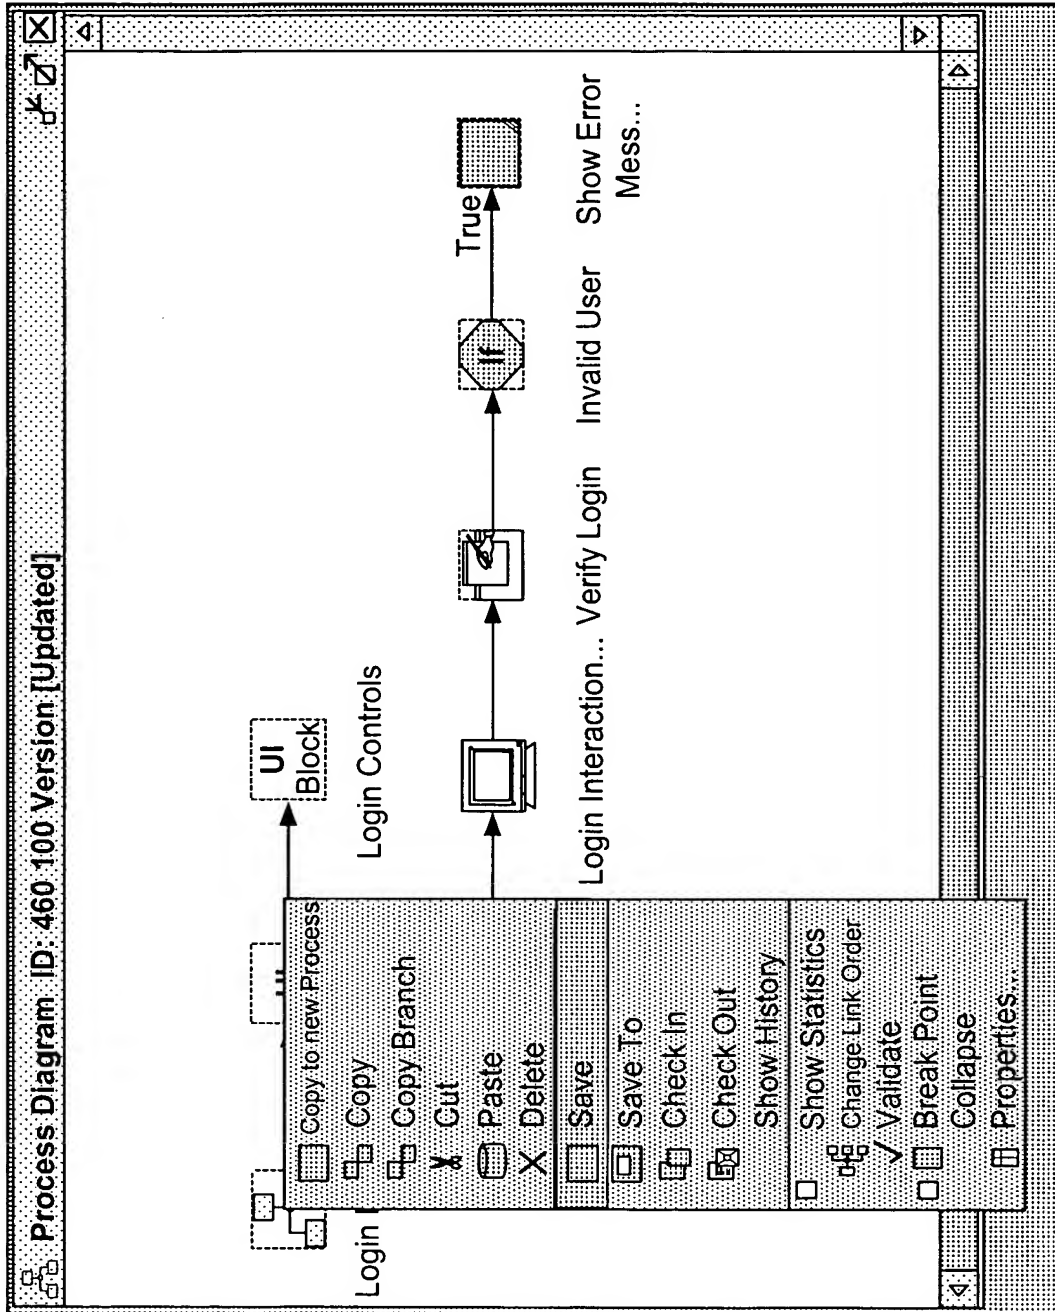 Process Diagram ID: 460 100 Version [Updated]
UI
Block
Login
Login Controls
Copy to new Process
Copy
Copy Branch
Cut
Paste
Delete
Save
Save To
Check In
Check Out
Show History
Show Statistics
Change Link Order
Validate
Break Point
Collapse
Properties...
If
True
Login Interaction...
Verify Login
Invalid User
Show Error
Mess...